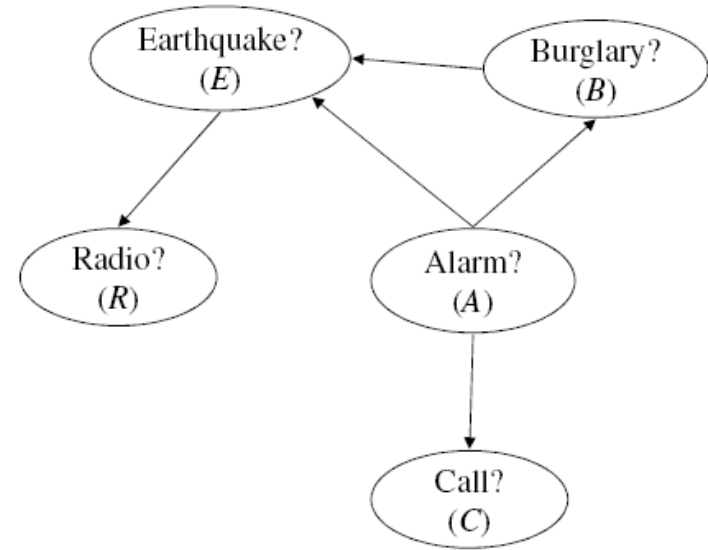 Earthquake?
(E)
Burglary?
(B)
Radio?
(R)
Alarm?
(A)
Call?
(C)